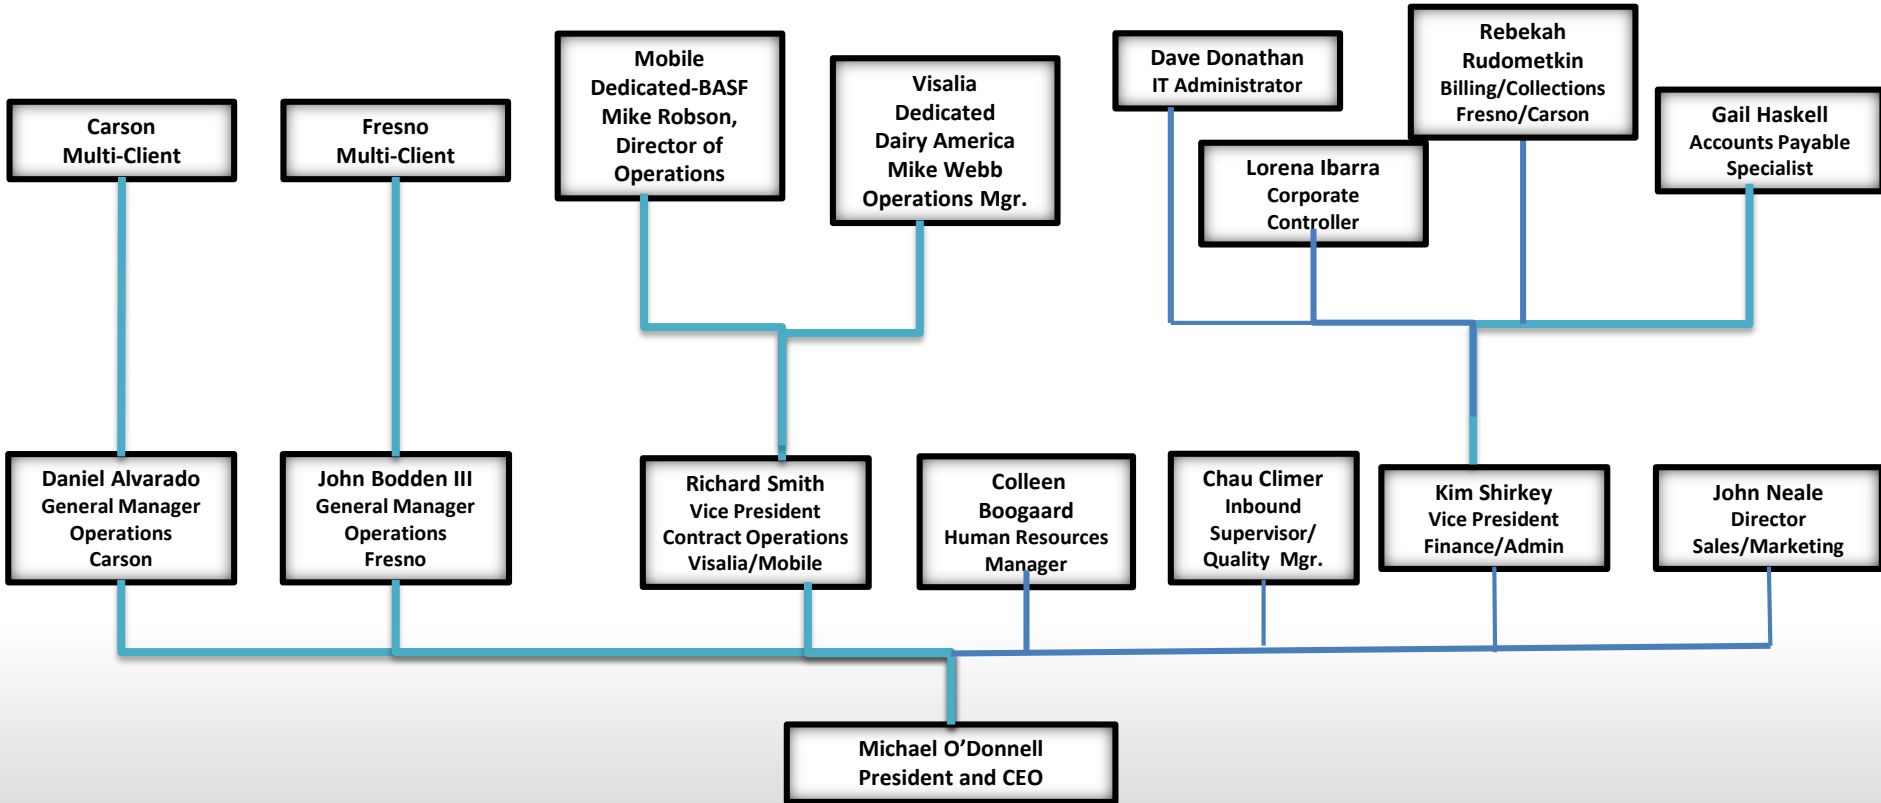 Carson
Multi-Client
Fresno
Multi-Client
Mobile
Dedicated-BASF
Mike Robson,
Director of
Operations
Visalia
Dedicated
Dairy America
Mike Webb
Operations Mgr.
Dave Donathan
IT Administrator
Lorena Ibarra
Corporate
Controller
Rebekah
Rudometkin
Billing/Collections
Fresno/Carson
Gail Haskell
Accounts Payable
Specialist
Daniel Alvarado
General Manager
Operations
Carson
John Bodden III
General Manager
Operations
Fresno
Richard Smith
Vice President
Contract Operations
Visalia/Mobile
Colleen
Boogaard
Human Resources
Manager
Chau Climer
Inbound
Supervisor/
Quality Mgr.
Kim Shirkey
Vice President
Finance/Admin
John Neale
Director
Sales/Marketing
Michael O’Donnell
President and CEO